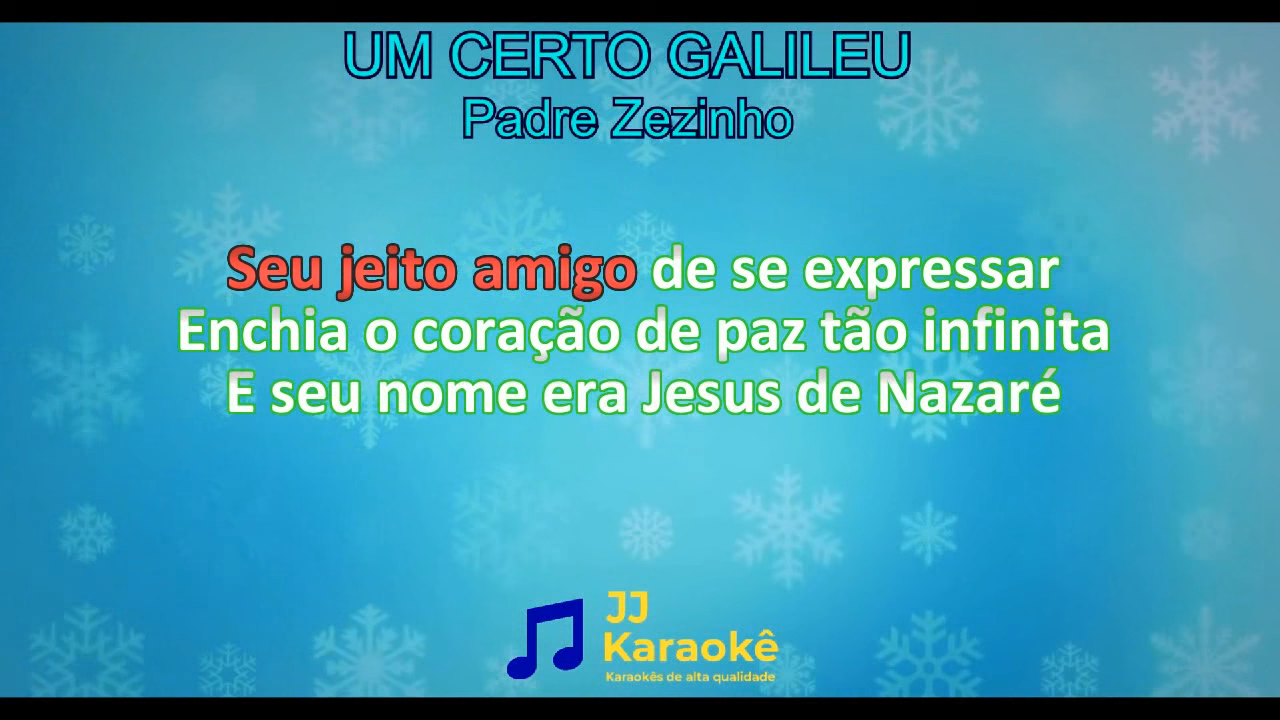 UM CERTO GALILEU
Padre Zezinho
Seu jeito amigo de se expressar
Enchia o coração de paz tão infinita
E seu nome era Jesus de Nazaré
JJ
Karaokê
Karaokês de alta qualidade